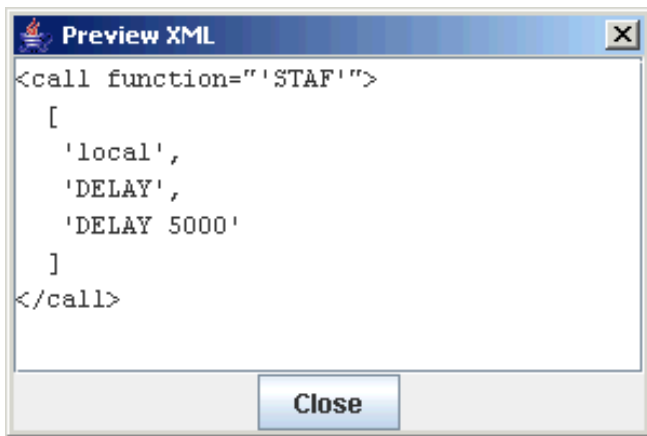 Preview XML
<call function="'STAF'">
[
'local',
'DELAY',
'DELAY 5000'
]
</call>
Close